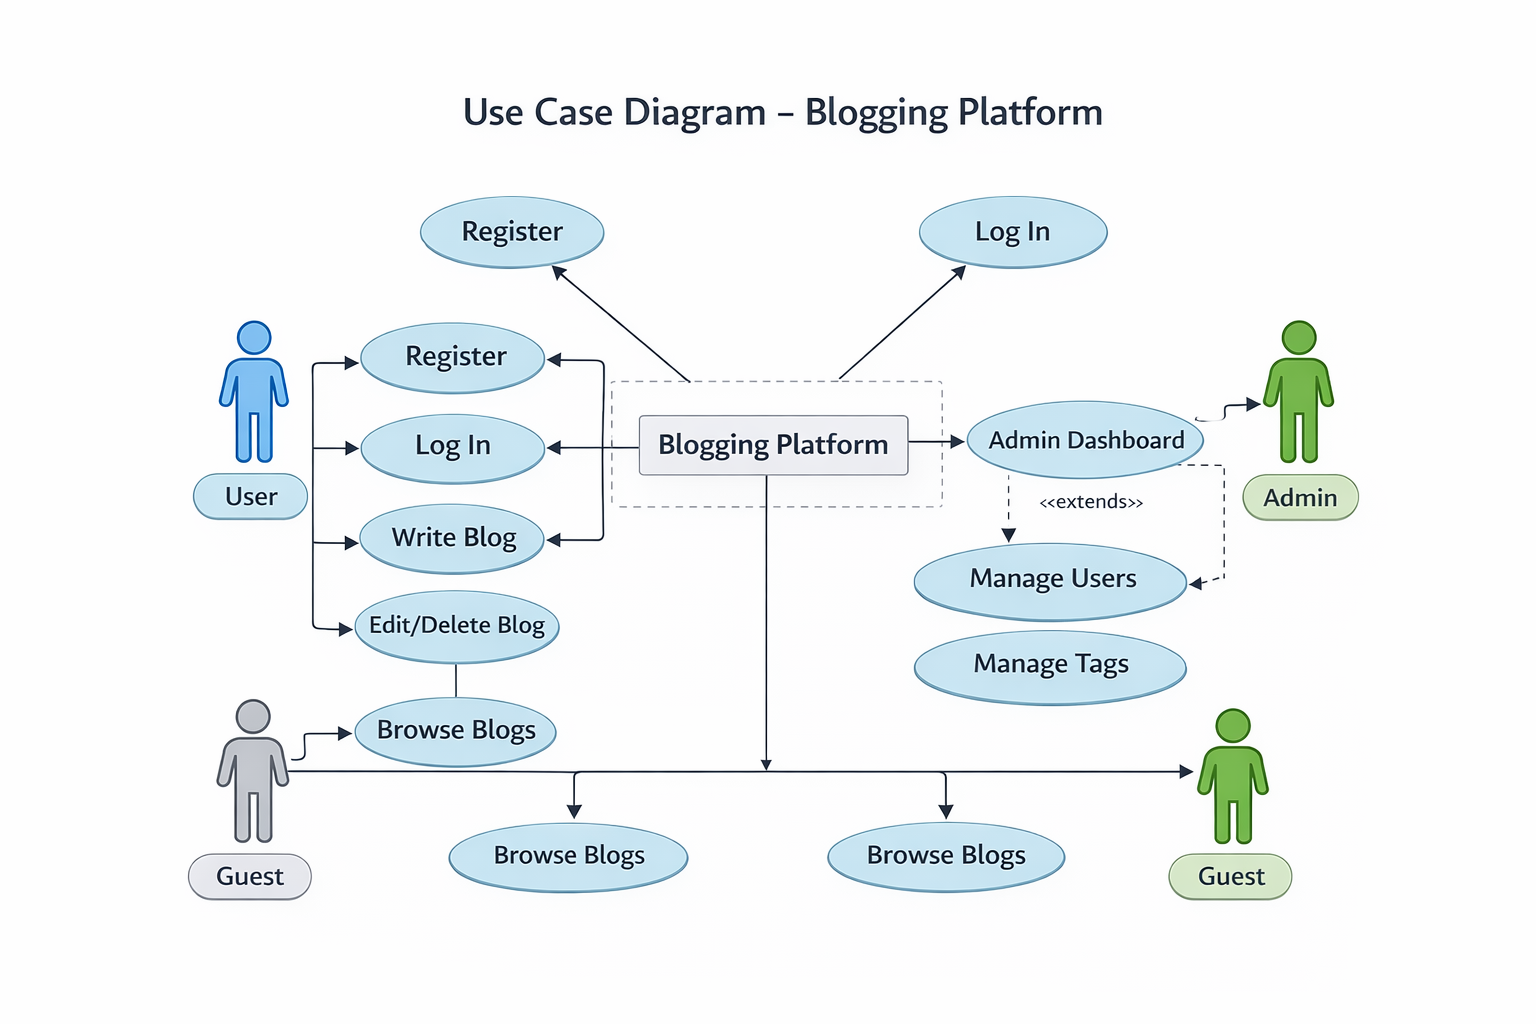 Use Case Diagram – Blogging Platform
Register
Log In
Register
Log In
Write Blog
Edit/Delete Blog
Browse Blogs
User
Blogging Platform
Admin Dashboard
<<extends>>
Admin
Manage Users
Manage Tags
Guest
Browse Blogs
Browse Blogs
Guest